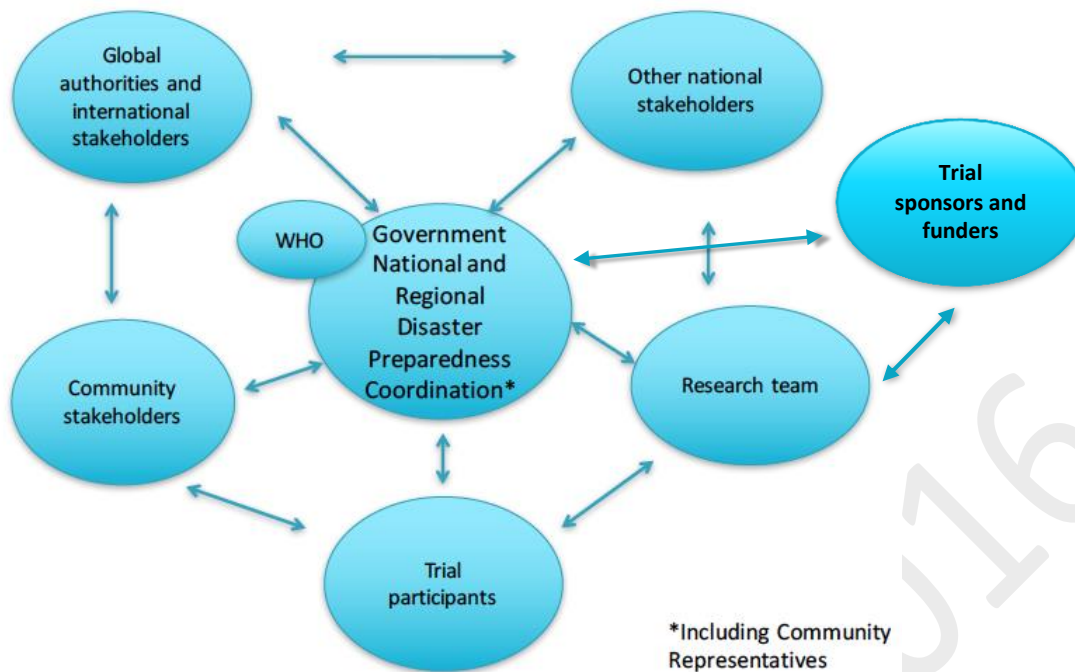 Global
authorities and
international
stakeholders
Other national
stakeholders
Trial
sponsors and
funders
WHO
Government
National and
Regional
Disaster
Preparedness
Coordination*
Community
stakeholders
Research team
Trial
participants
*Including Community
Representatives
016